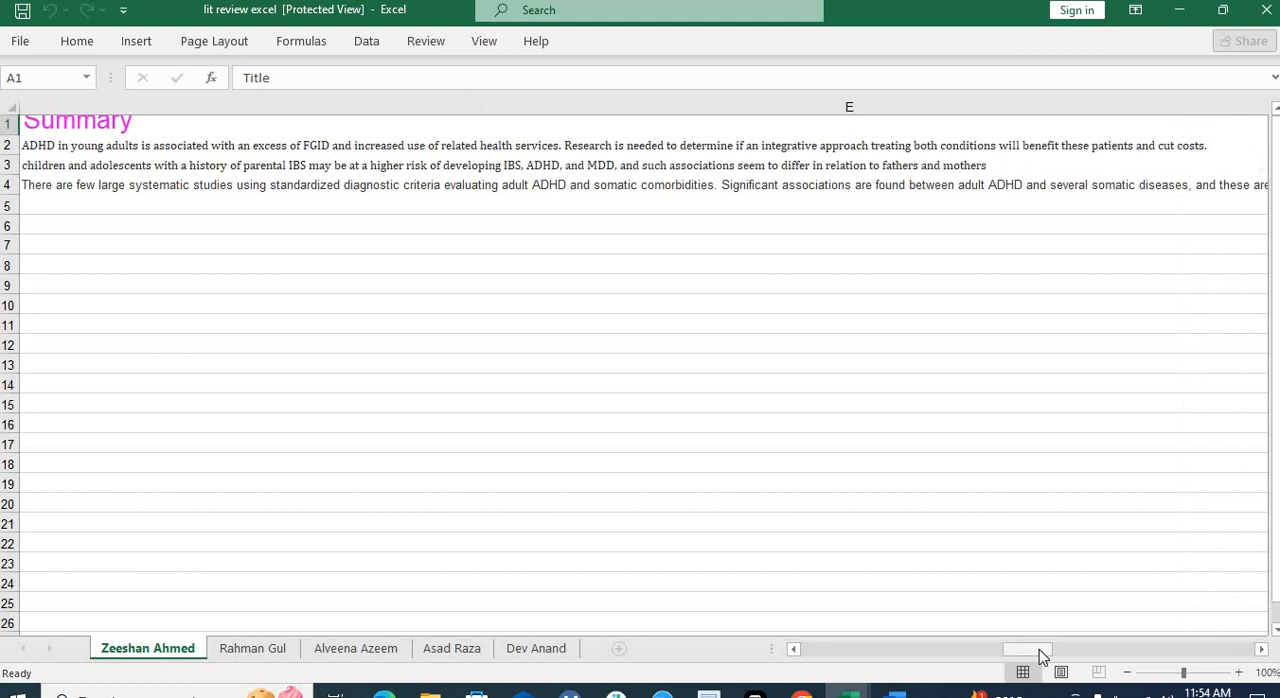 lit review excel [Protected View] - Excel
Search
Sign in
File Home Insert Page Layout Formulas Data Review View Help Share
A1 fx Title
E
1 Summary
2 ADHD in young adults is associated with an excess of FGID and increased use of related health services. Research is needed to determine if an integrative approach treating both conditions will benefit these patients and cut costs.
3 children and adolescents with a history of parental IBS may be at a higher risk of developing IBS, ADHD, and MDD, and such associations seem to differ in relation to fathers and mothers
4 There are few large systematic studies using standardized diagnostic criteria evaluating adult ADHD and somatic comorbidities. Significant associations are found between adult ADHD and several somatic diseases, and these are
5
6
7
8
9
10
11
12
13
14
15
16
17
18
19
20
21
22
23
24
25
26
Zeeshan Ahmed Rahman Gul Alveena Azeem Asad Raza Dev Anand
Ready 100%
11:54 AM